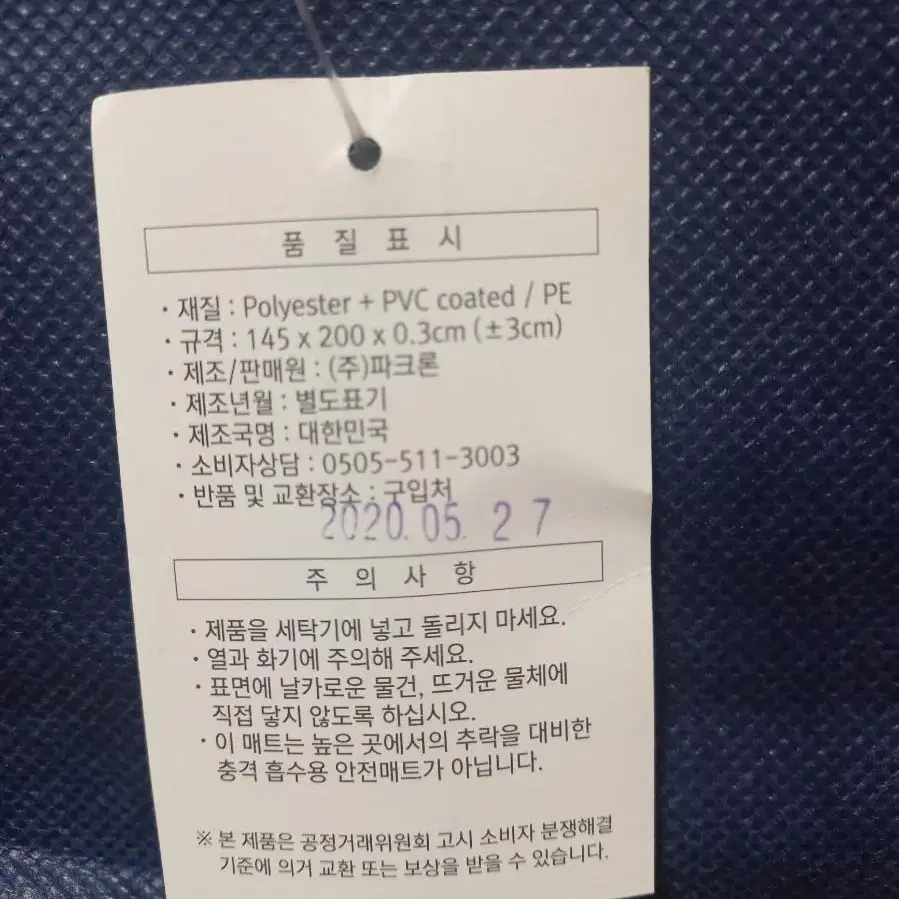 품 질 표 시
· 재질 : Polyester + PVC coated / PE
· 규격 : 145 x 200 x 0.3cm (±3cm)
· 제조/판매원 : (주)파크론
· 제조년월 : 별도표기
· 제조국명 : 대한민국
· 소비자상담 : 0505-511-3003
· 반품 및 교환장소 : 구입처
2020. 05. 27
주 의 사 항
· 제품을 세탁기에 넣고 돌리지 마세요.
· 열과 화기에 주의해 주세요.
· 표면에 날카로운 물건, 뜨거운 물체에
직접 닿지 않도록 하십시오.
· 이 매트는 높은 곳에서의 추락을 대비한
충격 흡수용 안전매트가 아닙니다.
※ 본 제품은 공정거래위원회 고시 소비자 분쟁해결
기준에 의거 교환 또는 보상을 받을 수 있습니다.